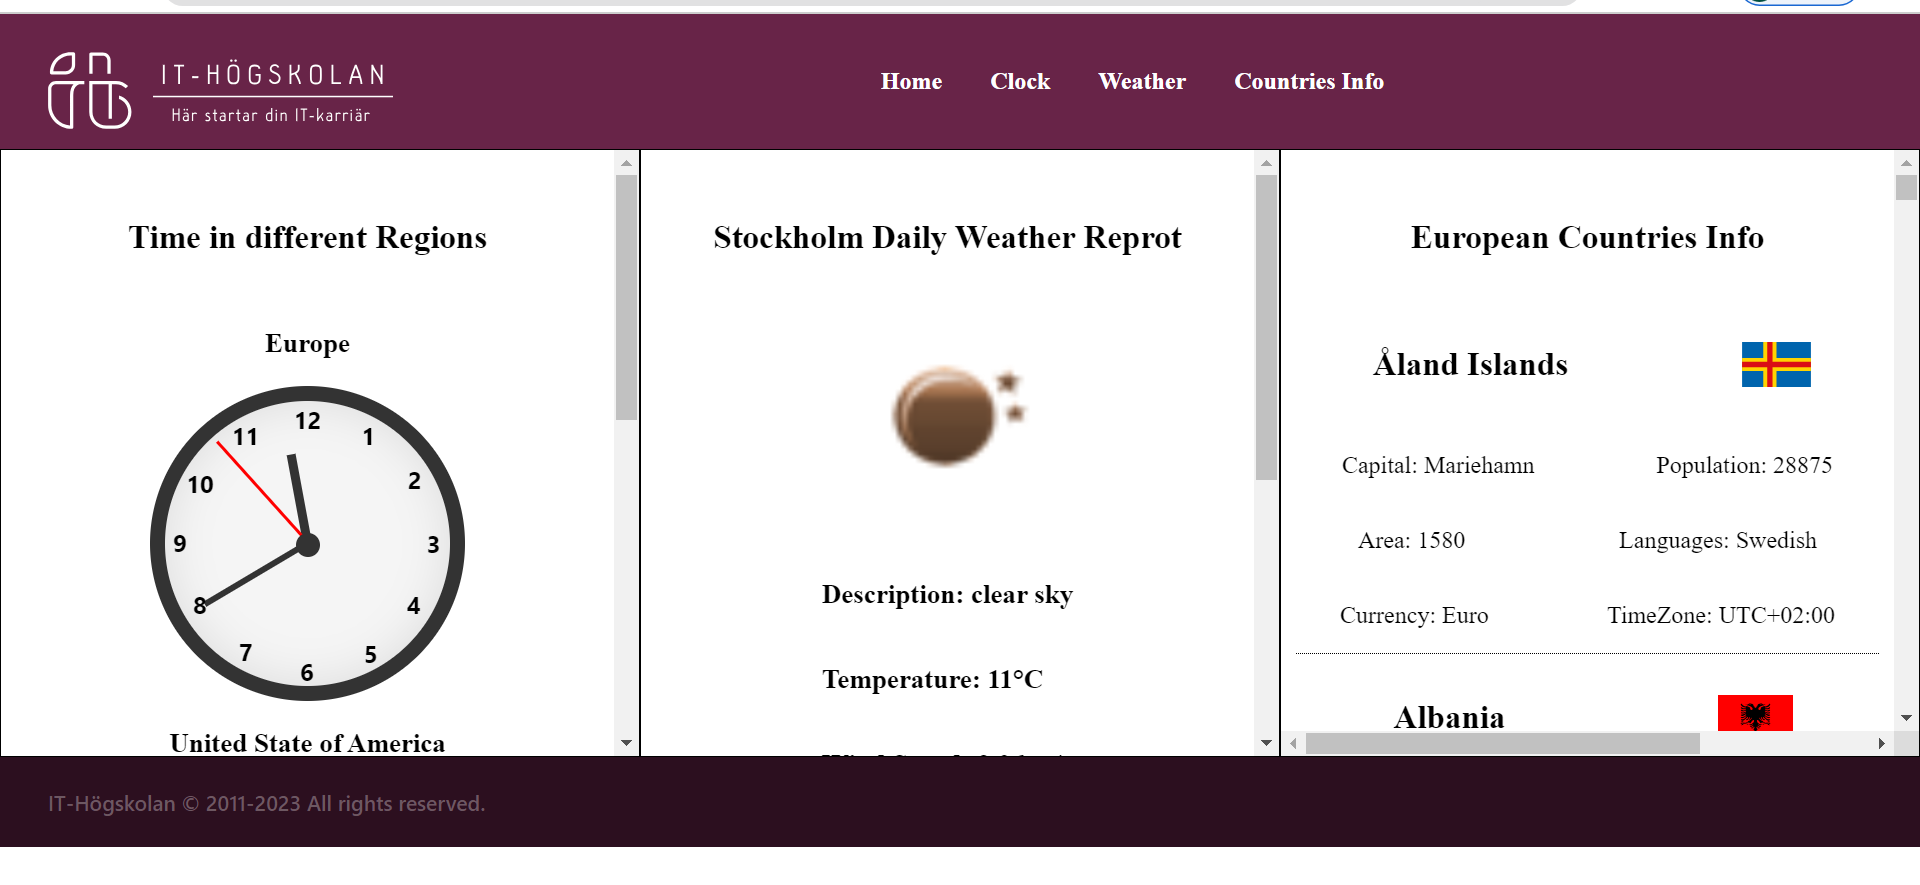 IT-HÖGSKOLAN
Här startar din IT-karriär
Home Clock Weather Countries Info
Time in different Regions
Europe
12
11 1
10 2
9 3
8 4
7 5
6
United State of America
Stockholm Daily Weather Reprot
Description: clear sky
Temperature: 11°C
European Countries Info
Åland Islands
Capital: Mariehamn Population: 28875
Area: 1580 Languages: Swedish
Currency: Euro TimeZone: UTC+02:00
Albania
IT-Högskolan © 2011-2023 All rights reserved.